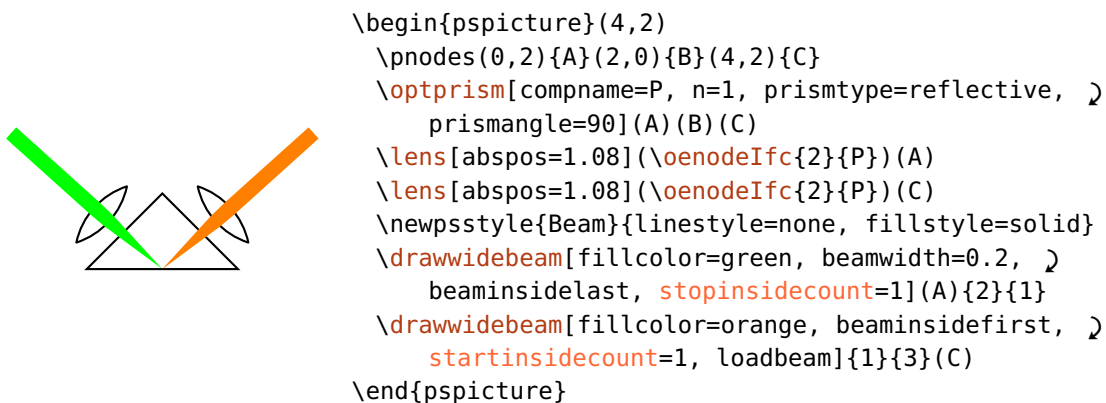 \begin{pspicture}(4,2)
\pnodes(0,2){A}(2,0){B}(4,2){C}
\optprism[compname=P, n=1, prismtype=reflective,
prismangle=90](A)(B)(C)
\lens[abspos=1.08](\oenodeIfc{2}{P})(A)
\lens[abspos=1.08](\oenodeIfc{2}{P})(C)
\newpsstyle{Beam}{linestyle=none, fillstyle=solid}
\drawwidebeam[fillcolor=green, beamwidth=0.2,
beaminsidelast, stopinsidecount=1](A){2}{1}
\drawwidebeam[fillcolor=orange, beaminsidefirst,
startinsidecount=1, loadbeam]{1}{3}(C)
\end{pspicture}